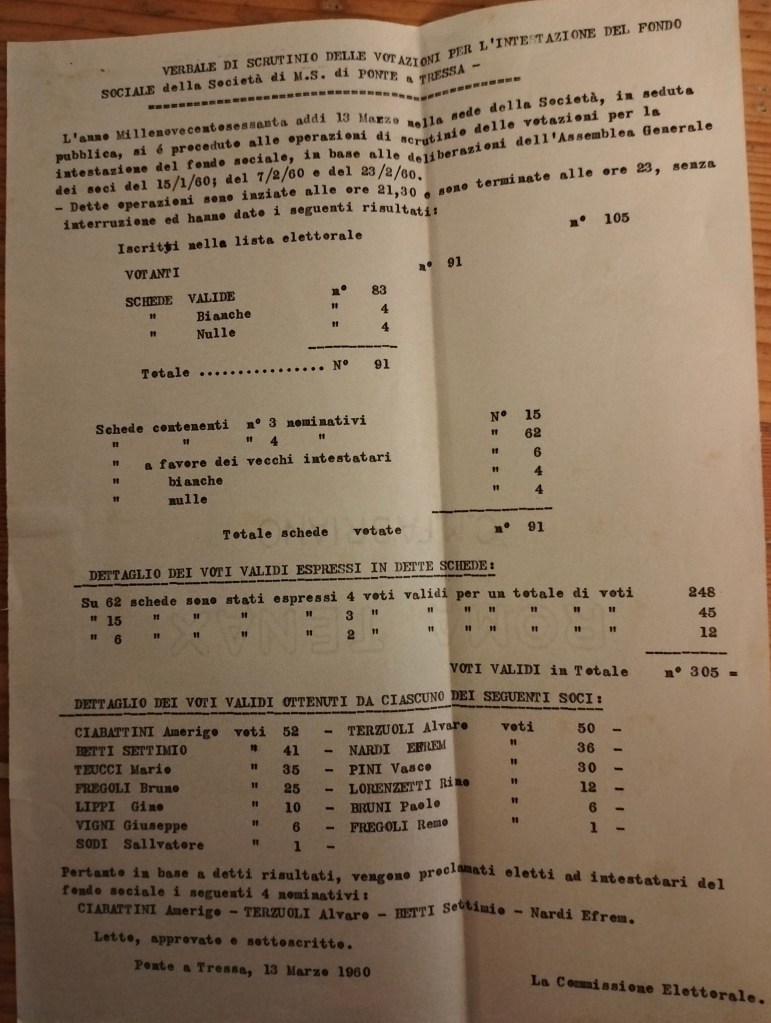 VERBALE DI SCRUTINIO DELLE VOTAZIONI PER L'INTESTAZIONE DEL FONDO
SOCIALE della Società di M.S. di PONTE a TRESSA -
L'anno Millenovecentosessanta addì 13 Marzo nella sede della Società, in seduta
pubblica, si é proceduto alle operazioni di scrutinio delle votazioni per la
intestazione del fondo sociale, in base alle deliberazioni dell'Assemblea Generale
dei soci del 15/1/60; del 7/2/60 e del 23/2/60.
- Dette operazioni sono inziate alle ore 21,30 e sono terminate alle ore 23, senza
interruzione ed hanno dato i seguenti risultati:
Iscritti nella lista elettorale n° 105
VOTANTI n° 91
SCHEDE VALIDE n° 83
" Bianche " 4
" Nulle " 4
Totale ................ N° 91
Schede contenenti n° 3 nominativi N° 15
" " " 4 " " 62
" a favore dei vecchi intestatari " 6
" bianche " 4
" nulle " 4
Totale schede votate n° 91
DETTAGLIO DEI VOTI VALIDI ESPRESSI IN DETTE SCHEDE:
Su 62 schede sono stati espressi 4 voti validi per un totale di voti 248
" 15 " " " " 3 " " " " " " " 45
" 6 " " " " 2 " " " " " " " 12
VOTI VALIDI in Totale n° 305 =
DETTAGLIO DEI VOTI VALIDI OTTENUTI DA CIASCUNO DEI SEGUENTI SOCI:
CIABATTINI Amerigo voti 52 - TERZUOLI Alvaro voti 50 -
BETTI SETTIMIO " 41 - NARDI EFREM " 36 -
TEUCCI Mario " 35 - PINI Vasco " 30 -
FREGOLI Bruno " 25 - LORENZETTI Rino " 12 -
LIPPI Gino " 10 - BRUNI Paolo " 6 -
VIGNI Giuseppe " 6 - FREGOLI Remo " 1 -
SODI Sallvatore " 1 -
Pertanto in base a detti risultati, vengono proclamati eletti ad intestatari del
fondo sociale i seguenti 4 nominativi:
CIABATTINI Amerigo - TERZUOLI Alvaro - BETTI Settimio - Nardi Efrem.
Letto, approvato e sottoscritto.
Ponte a Tressa, 13 Marzo 1960
La Commissione Elettorale.